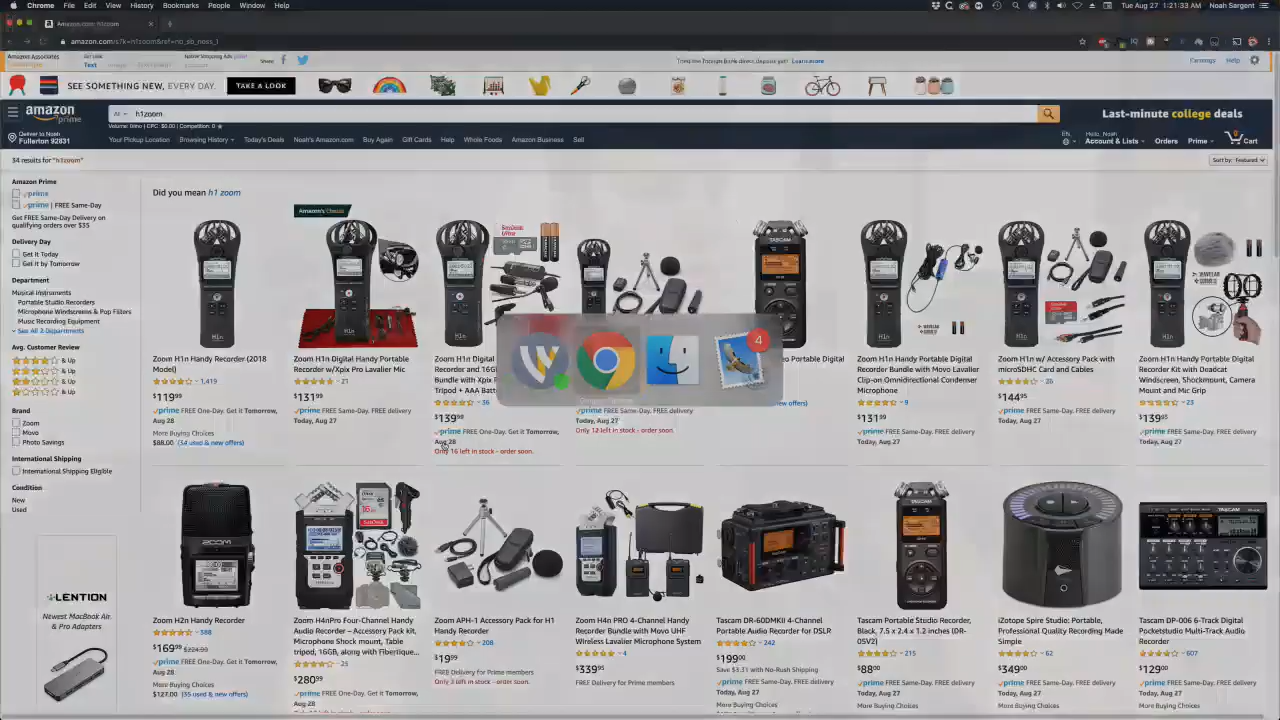 Chrome File Edit View History Bookmarks People Window Help
Tue Aug 27 1:21:33 AM Noah Sargent
Amazon.com: h1zoom
amazon.com/s?k=h1zoom&ref=nb_sb_noss_1
Amazon Associates
Text
Share
Learn more
Earnings Help
SEE SOMETHING NEW, EVERY DAY. TAKE A LOOK
amazon prime
All h1zoom
Last-minute college deals
Volume: 0/mo | CPC: $0.00 | Competition: 0
Deliver to Noah
Fullerton 92831
Your Pickup Location Browsing History Today's Deals Noah's Amazon.com Buy Again Gift Cards Help Whole Foods Amazon Business Sell
EN
Hello, Noah
Account & Lists Orders Prime 0 Cart
34 results for "h1zoom"
Sort by: Featured
Amazon Prime
prime
prime | FREE Same-Day
Get FREE Same-Day Delivery on
qualifying orders over $35
Delivery Day
Get It Today
Get It by Tomorrow
Department
Musical Instruments
Portable Studio Recorders
Microphone Windscreens & Pop Filters
Music Recording Equipment
See All 2 Departments
Avg. Customer Review
& Up
& Up
& Up
& Up
Brand
Zoom
Movo
Photo Savings
International Shipping
International Shipping Eligible
Condition
New
Used
LENTION
Newest MacBook Air
& Pro Adapters
Did you mean h1 zoom
Amazon's Choice
Zoom H1n Handy Recorder (2018
Model)
1,419
$119.99
prime FREE One-Day. Get it Tomorrow,
Aug 28
More Buying Choices
$88.00 (34 used & new offers)
Zoom H1n Digital Handy Portable
Recorder w/Xpix Pro Lavalier Mic
21
$131.99
prime FREE Same-Day. FREE delivery
Today, Aug 27
Zoom H1n Digital
Recorder and 16GB
Bundle with Xpix
Tripod + AAA Batt
36
$139.99
prime FREE One-Day. Get it Tomorrow,
Aug 28
Only 16 left in stock - order soon.
4
prime FREE Same-Day. FREE delivery
Today, Aug 27
Only 12 left in stock - order soon.
Portable Digital
new offers)
Zoom H1n Handy Portable Digital
Recorder Bundle with Movo Lavalier
Clip-on Omnidirectional Condenser
Microphone
9
$131.99
prime FREE Same-Day. FREE delivery
Today, Aug 27
Zoom H1n w/ Accessory Pack with
microSDHC Card and Cables
26
$144.95
prime FREE Same-Day. FREE delivery
Today, Aug 27
Zoom H1n Handy Portable Digital
Recorder Kit with Deadcat
Windscreen, Shockmount, Camera
Mount and Mic Grip
23
$139.95
prime FREE Same-Day. FREE delivery
Today, Aug 27
Zoom H2n Handy Recorder
588
$169.99 $224.99
prime FREE One-Day. Get it Tomorrow,
Aug 28
More Buying Choices
$127.00 (35 used & new offers)
Zoom H4nPro Four-Channel Handy
Audio Recorder – Accessory Pack kit,
Microphone Shock mount, Table
tripod, 16GB, along with Fibertique...
25
$280.99
prime FREE One-Day. Get it Tomorrow,
Aug 28
Zoom APH-1 Accessory Pack for H1
Handy Recorder
208
$19.99
FREE Delivery for Prime members
Only 3 left in stock - order soon.
Zoom H4n PRO 4-Channel Handy
Recorder Bundle with Movo UHF
Wireless Lavalier Microphone System
4
$339.95
FREE Delivery for Prime members
Tascam DR-60DMKII 4-Channel
Portable Audio Recorder for DSLR
242
$199.00
Save $3.31 with No-Rush Shipping
prime FREE Same-Day. FREE delivery
Today, Aug 27
More Buying Choices
Tascam Portable Studio Recorder,
Black, 7.5 x 2.4 x 1.2 inches (DR-
05V2)
215
$88.00
prime FREE Same-Day. FREE delivery
Today, Aug 27
More Buying Choices
iZotope Spire Studio: Portable,
Professional Quality Recording Made
Simple
62
$349.00
prime FREE Same-Day. FREE delivery
Today, Aug 27
More Buying Choices
Tascam DP-006 6-Track Digital
Pocketstudio Multi-Track Audio
Recorder
607
$129.00
prime FREE Same-Day. FREE delivery
Today, Aug 27
More Buying Choices